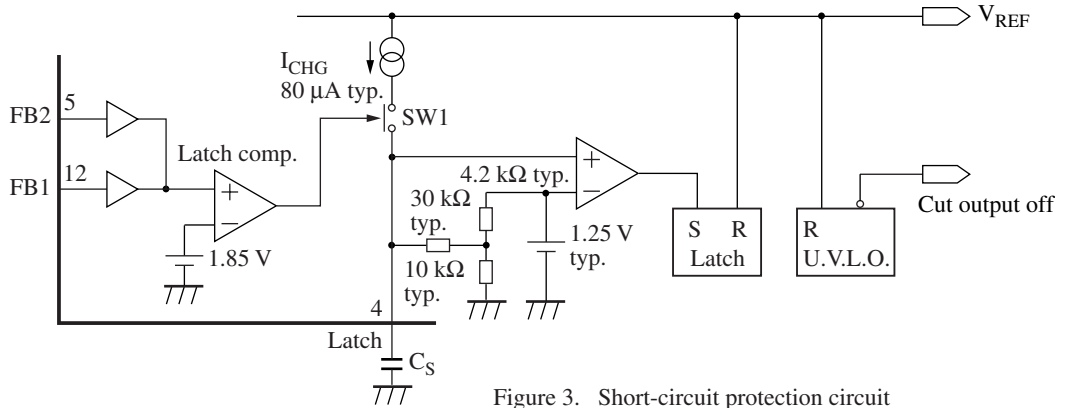 V_REF
I_CHG
80 µA typ.
SW1
FB2
5
Latch comp.
FB1
12
+
−
1.85 V
+
−
4.2 kΩ typ.
30 kΩ
typ.
10 kΩ
typ.
1.25 V
typ.
S R
Latch
R
U.V.L.O.
Cut output off
4
Latch
C_S
Figure 3. Short-circuit protection circuit